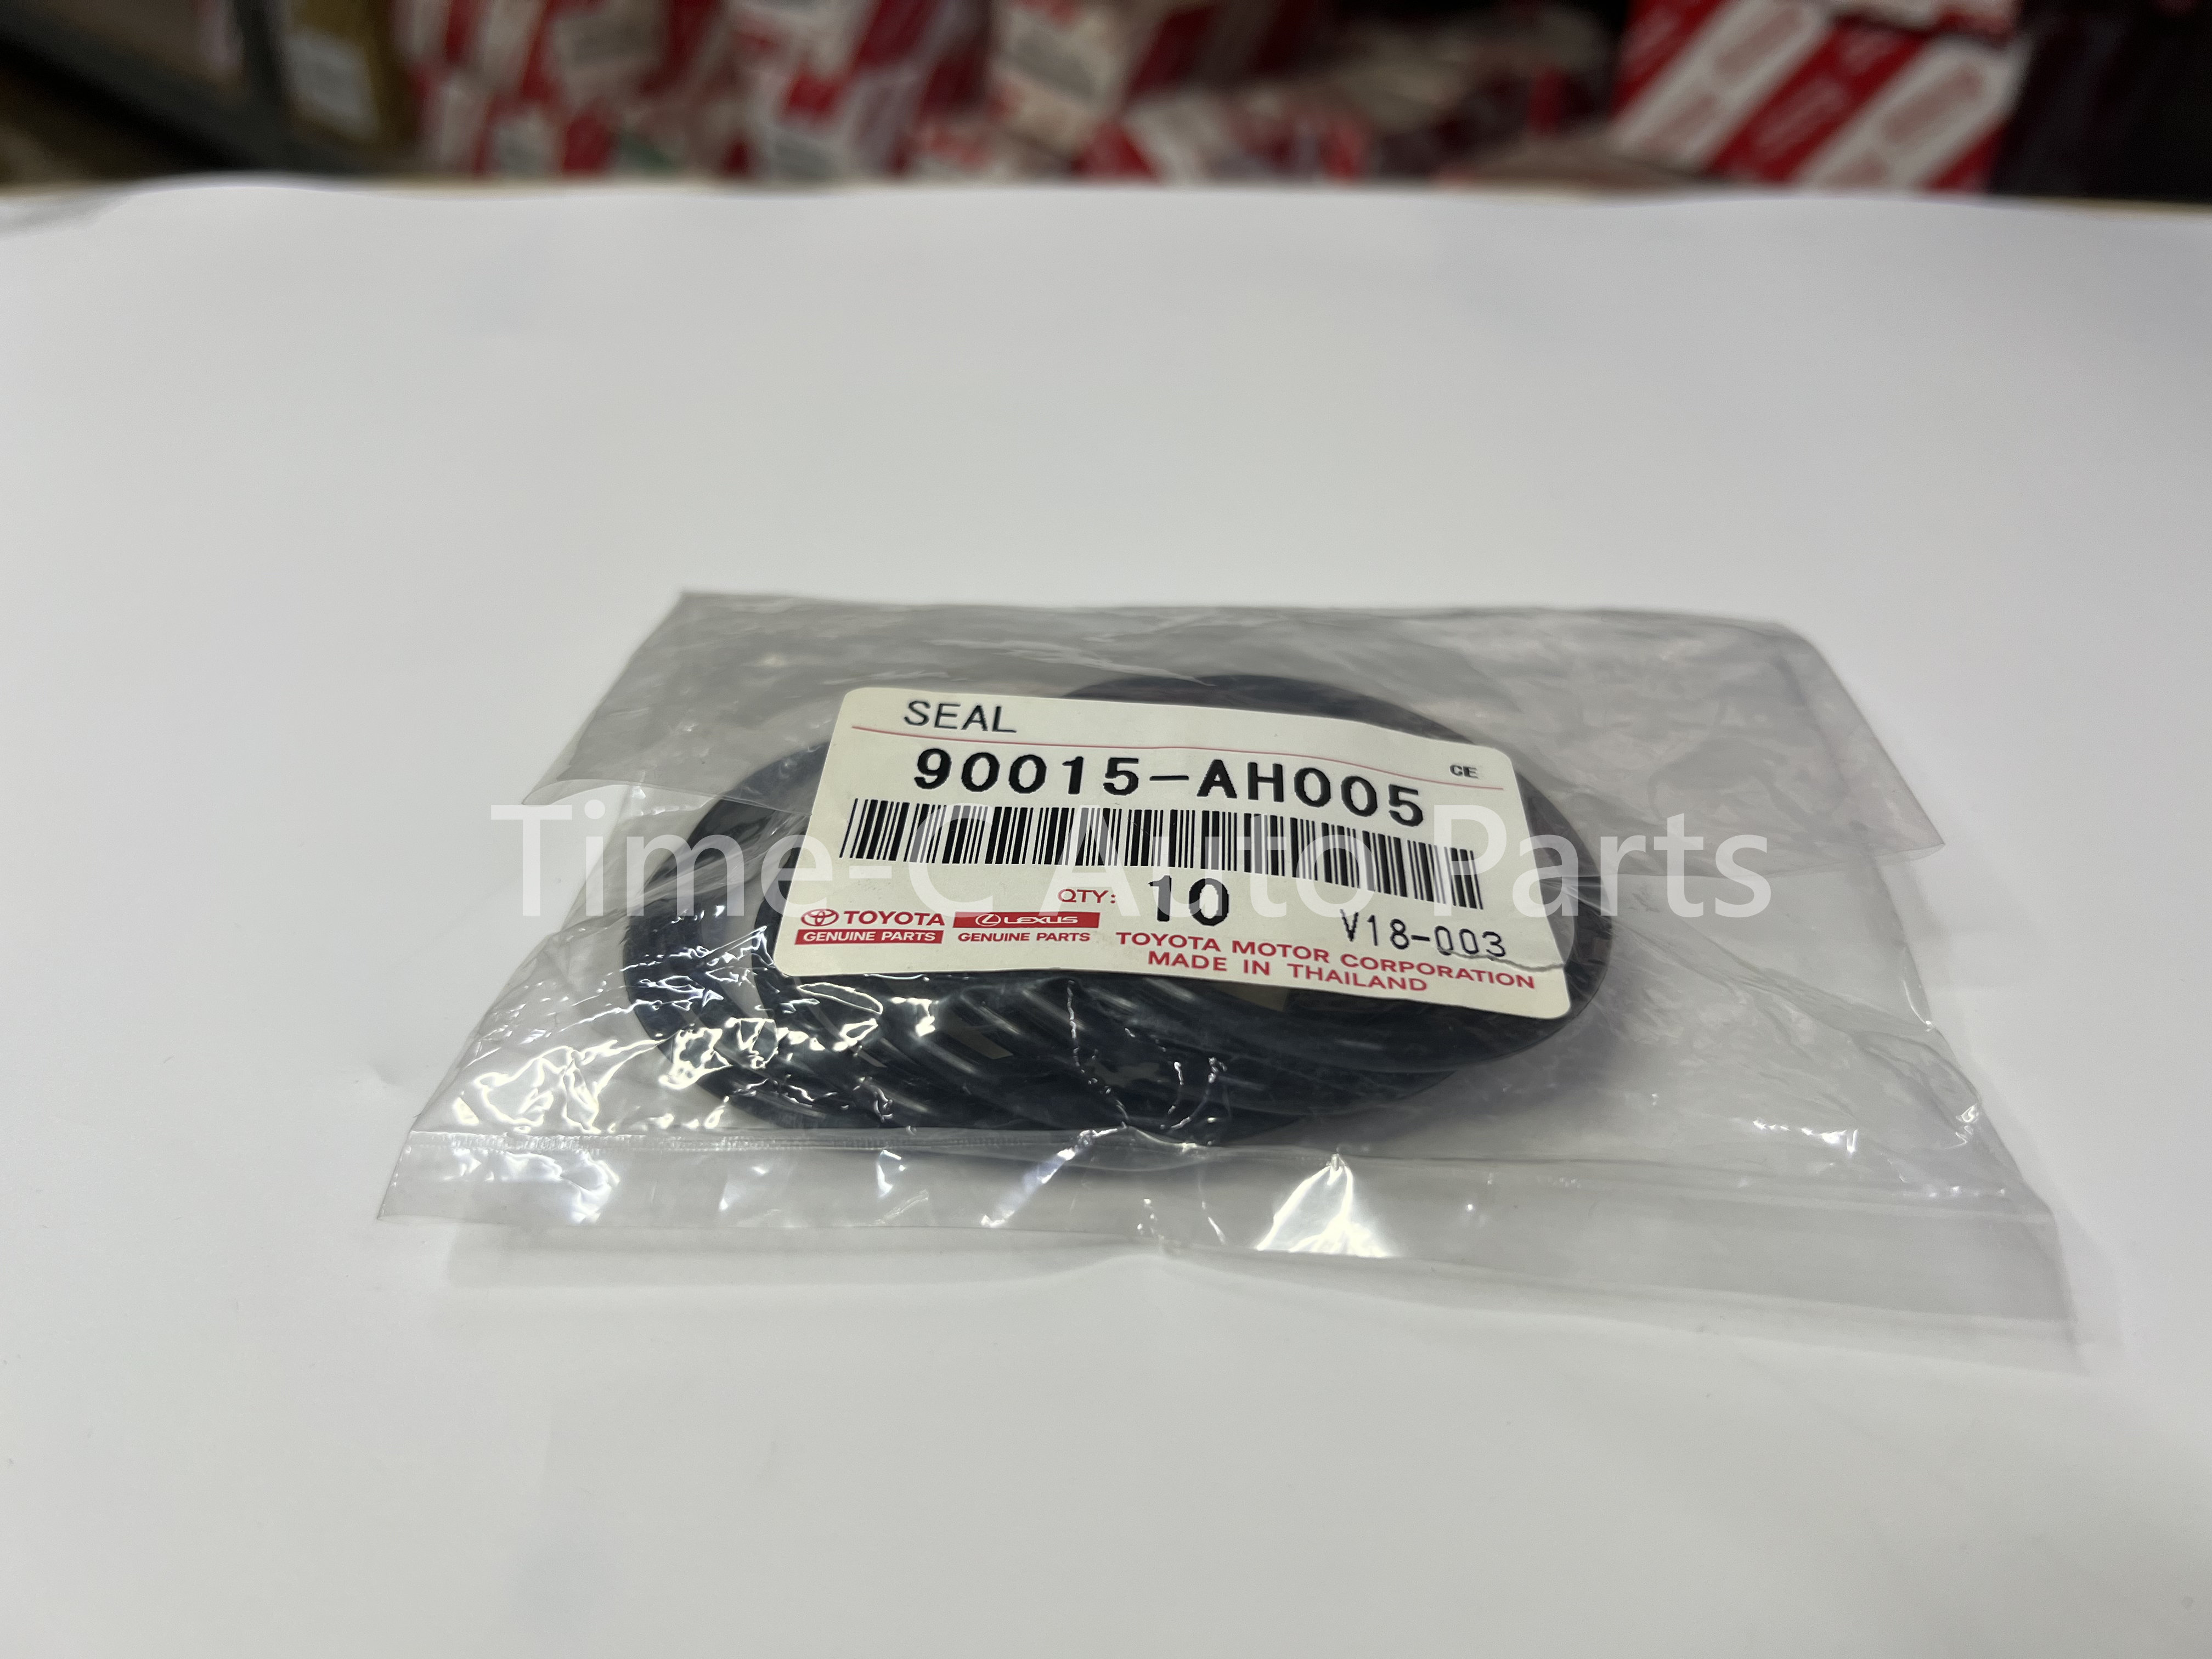 SEAL
CE
90015-AH005
Time-C Auto Parts
QTY: 10
V18-003
TOYOTA
GENUINE PARTS
LEXUS
GENUINE PARTS
TOYOTA MOTOR CORPORATION
MADE IN THAILAND